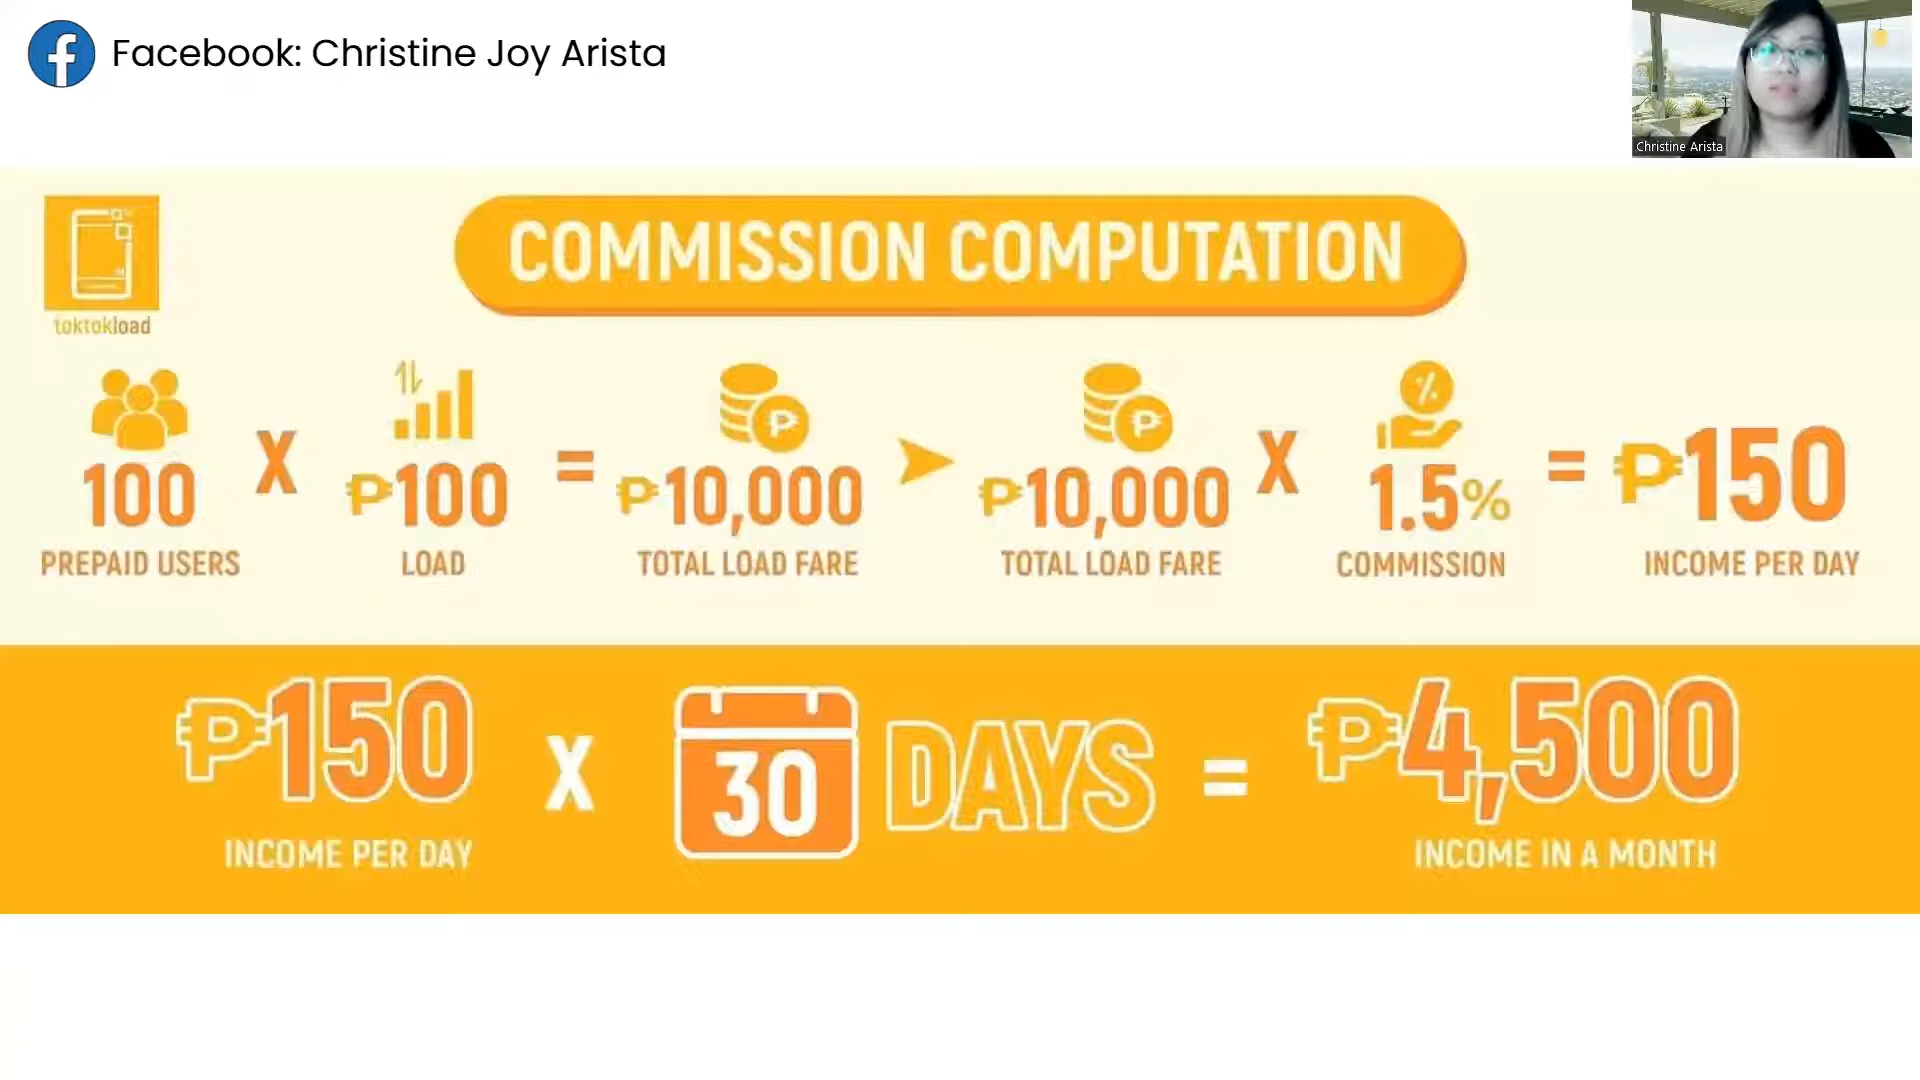 Facebook: Christine Joy Arista
Christine Arista
toktokload
COMMISSION COMPUTATION
100 X ₱100 = ₱10,000 ₱10,000 X 1.5% = ₱150
PREPAID USERS LOAD TOTAL LOAD FARE TOTAL LOAD FARE COMMISSION INCOME PER DAY
₱150 X 30 DAYS = ₱4,500
INCOME PER DAY INCOME IN A MONTH